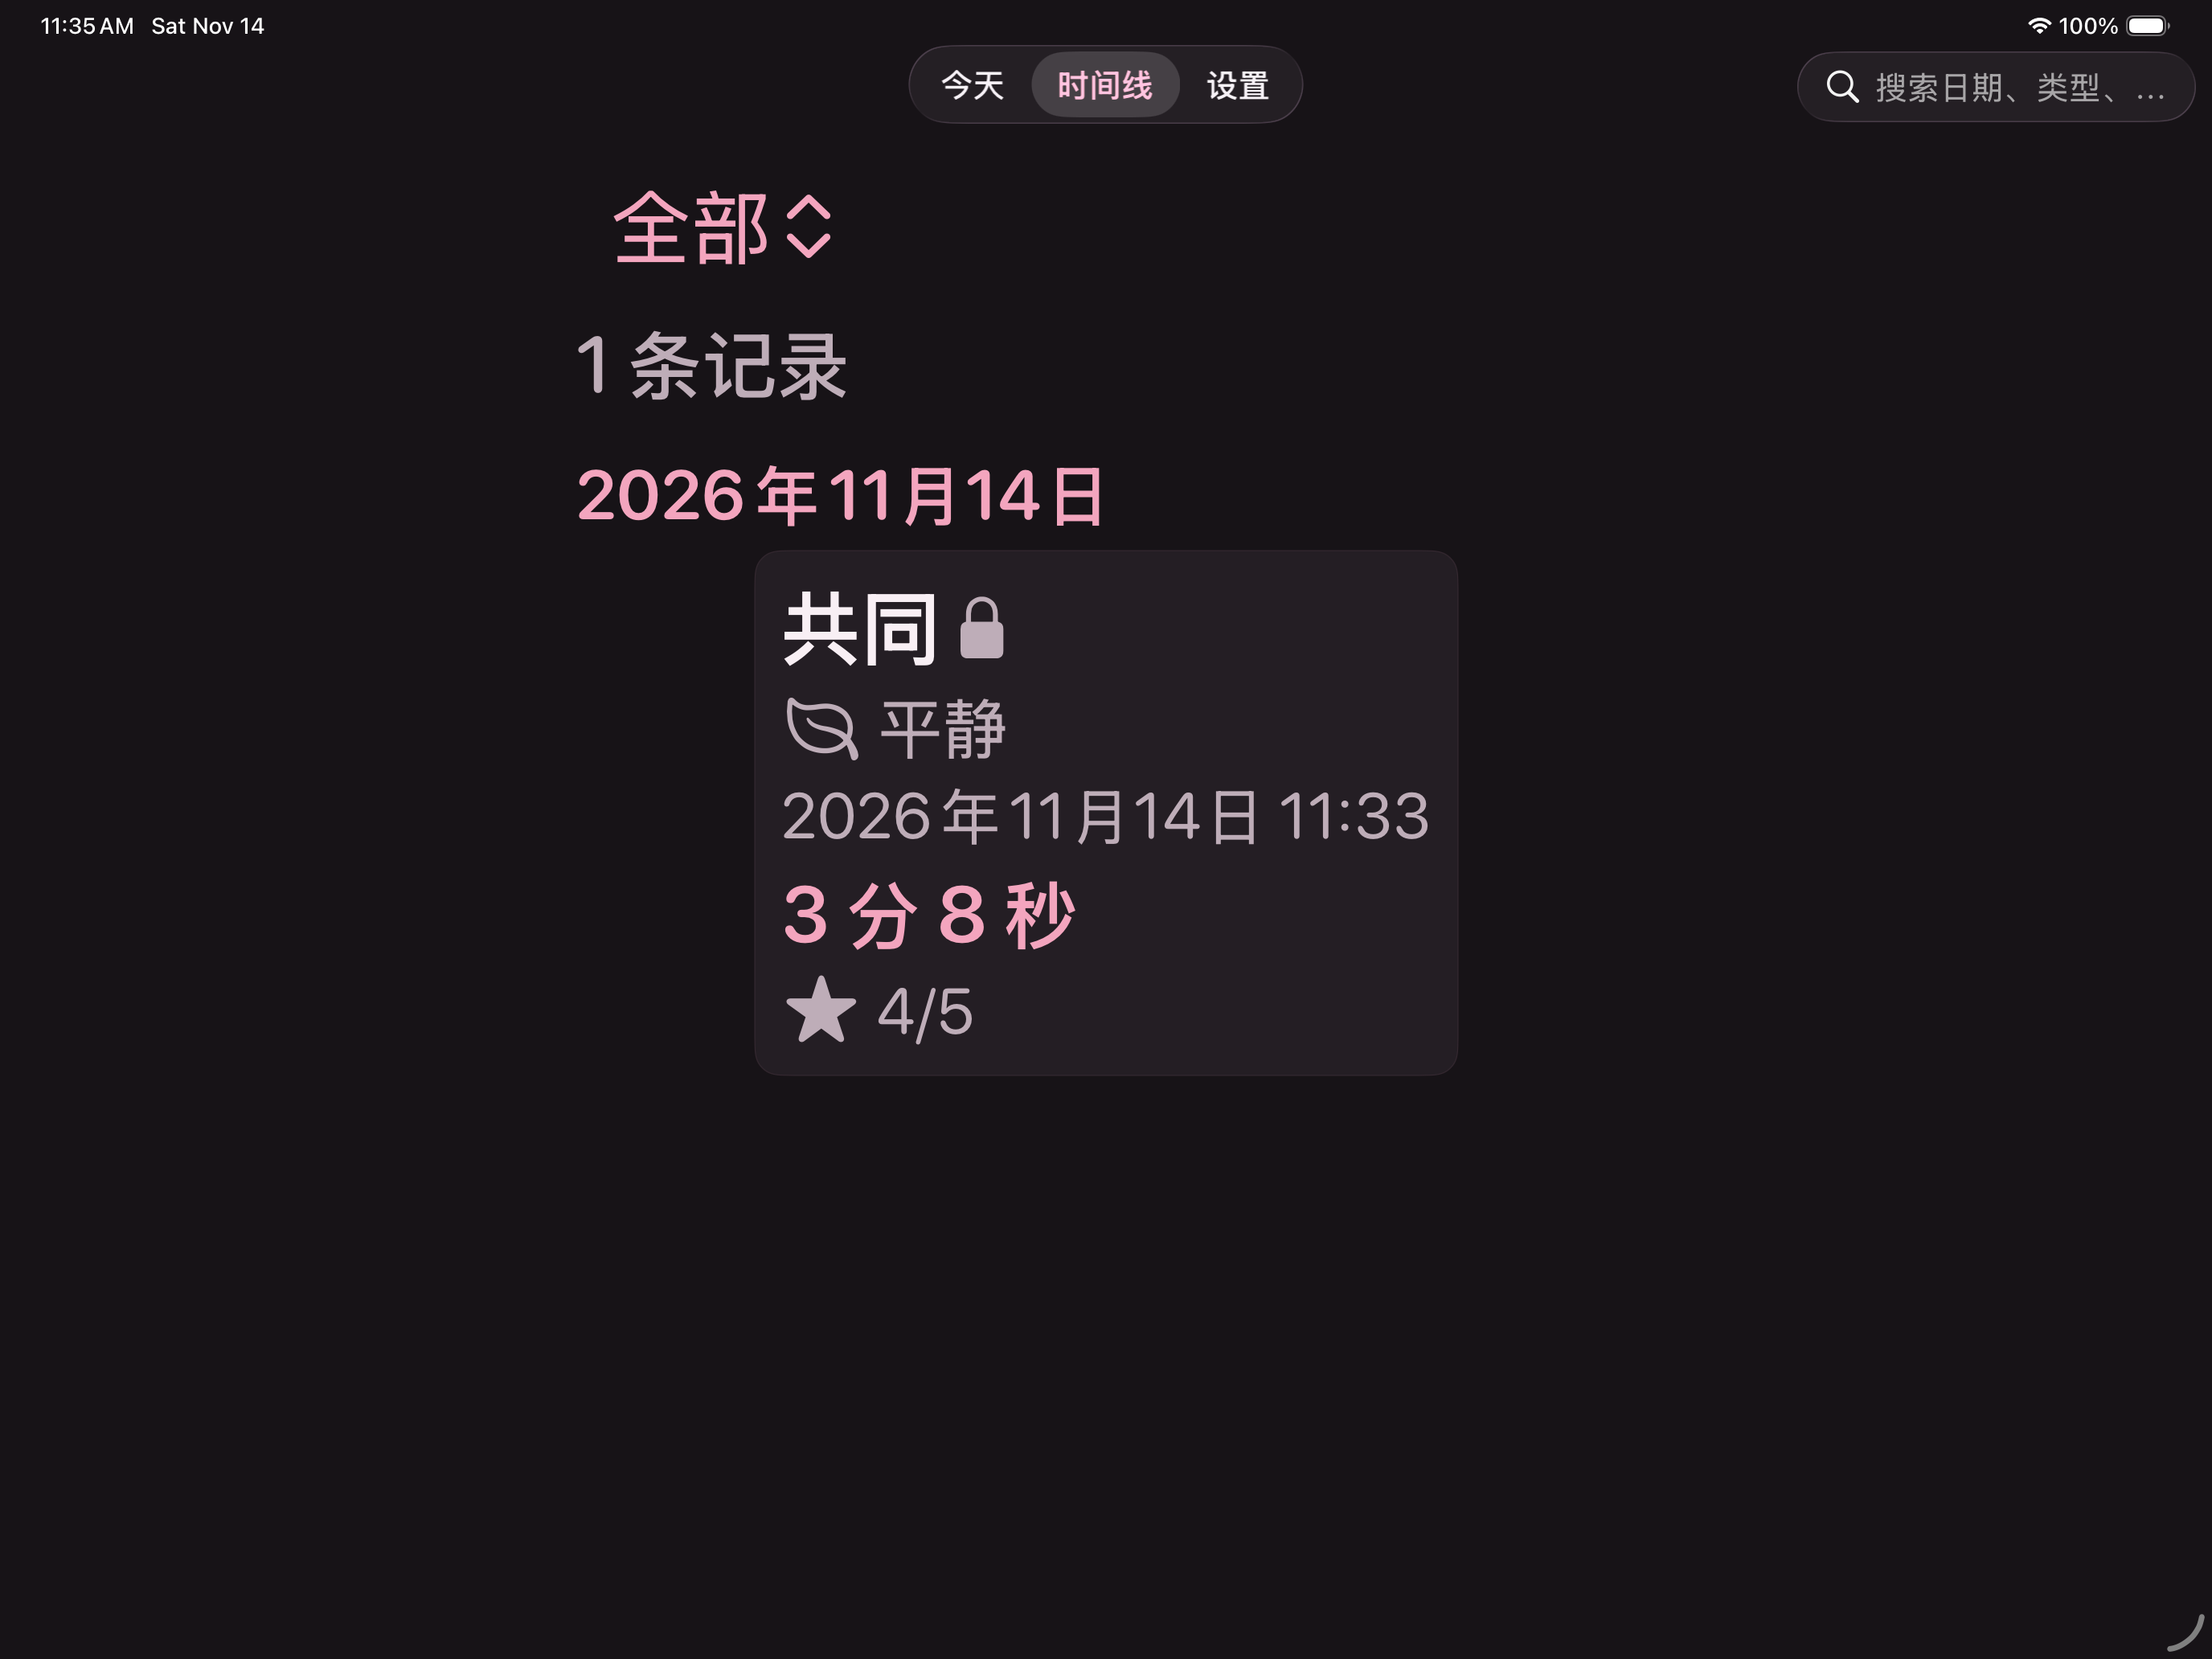 11:35 AM Sat Nov 14
100%
今天 时间线 设置
搜索日期、类型、...
全部
1 条记录
2026年11月14日
共同
平静
2026年11月14日 11:33
3 分 8 秒
4/5